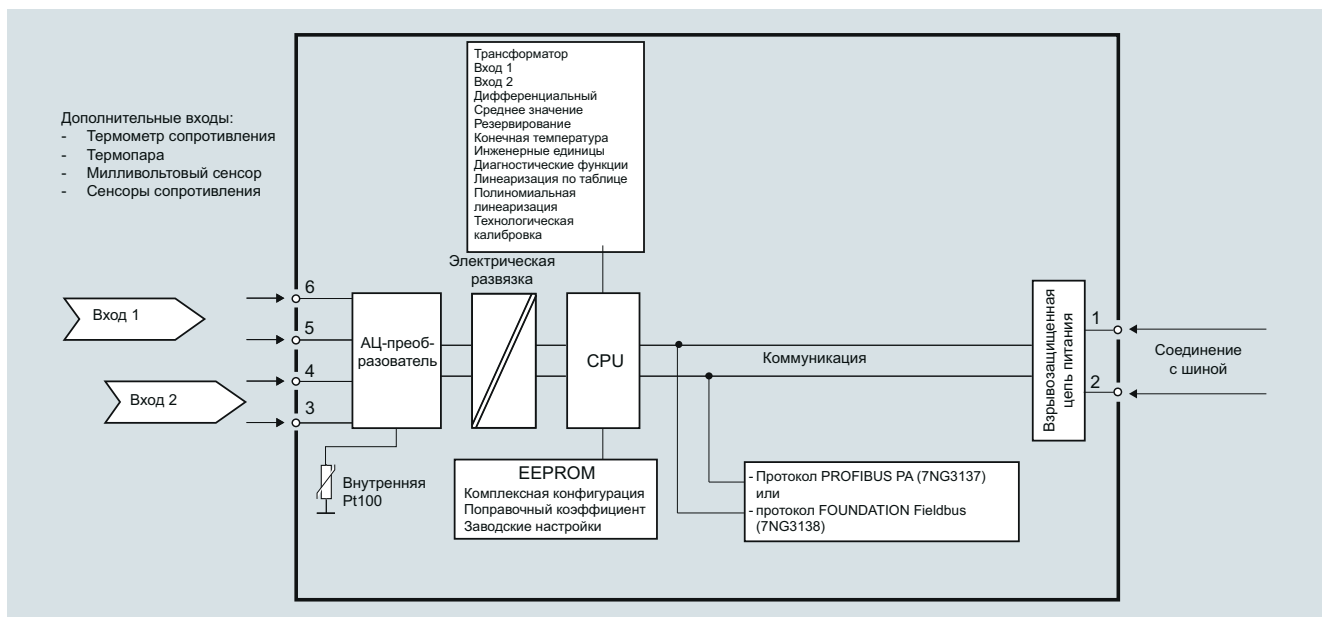 Трансформатор
Вход 1
Вход 2
Дифференциальный
Среднее значение
Резервирование
Конечная температура
Инженерные единицы
Диагностические функции
Линеаризация по таблице
Полиномиальная
линеаризация
Технологическая
калибровка
Дополнительные входы:
- Термометр сопротивления
- Термопара
- Милливольтовый сенсор
- Сенсоры сопротивления
Электрическая
развязка
Вход 1
Вход 2
6
5
4
3
АЦ-преоб-
разователь
CPU
Коммуникация
Взрывозащищенная
цепь питания
1
2
Соединение
с шиной
Внутренняя
Pt100
EEPROM
Комплексная конфигурация
Поправочный коэффициент
Заводские настройки
- Протокол PROFIBUS PA (7NG3137)
или
- протокол FOUNDATION Fieldbus
(7NG3138)